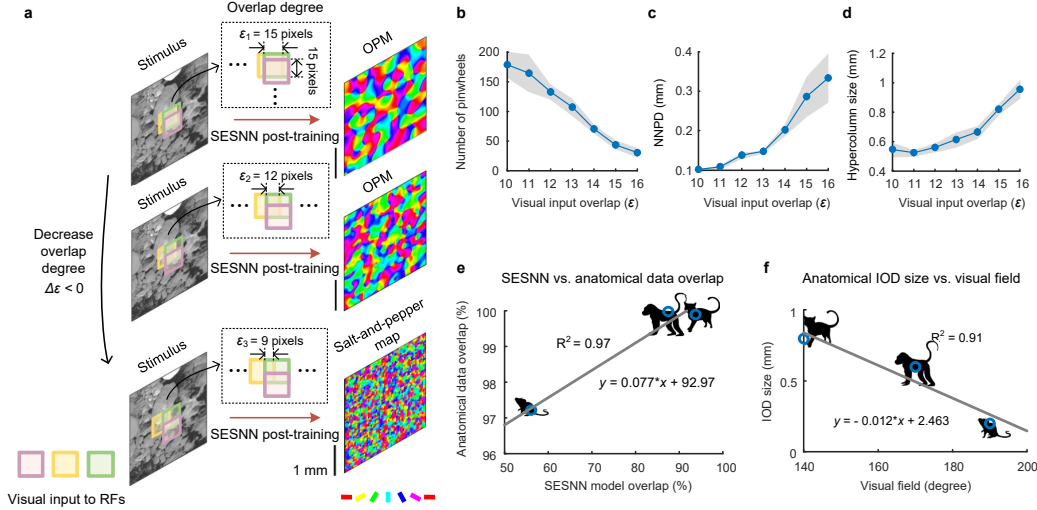 a
Overlap degree
Stimulus
ε1 = 15 pixels
15 pixels
OPM
SESNN post-training
Stimulus
ε2 = 12 pixels
OPM
SESNN post-training
Decrease
overlap
degree
Δε < 0
Stimulus
ε3 = 9 pixels
Salt-and-pepper
map
SESNN post-training
1 mm
Visual input to RFs
b
Number of pinwheels
200
150
100
50
0
10 11 12 13 14 15 16
Visual input overlap (ε)
c
NNPD (mm)
0.4
0.3
0.2
0.1
10 11 12 13 14 15 16
Visual input overlap (ε)
d
Hypercolumn size (mm)
1.2
1
0.8
0.6
0.4
10 11 12 13 14 15 16
Visual input overlap (ε)
e
SESNN vs. anatomical data overlap
Anatomical data overlap (%)
100
99
98
97
96
R² = 0.97
y = 0.077*x + 92.97
50 60 70 80 90 100
SESNN model overlap (%)
f
Anatomical IOD size vs. visual field
IOD size (mm)
1
0.5
0
R² = 0.91
y = - 0.012*x + 2.463
140 160 180 200
Visual field (degree)